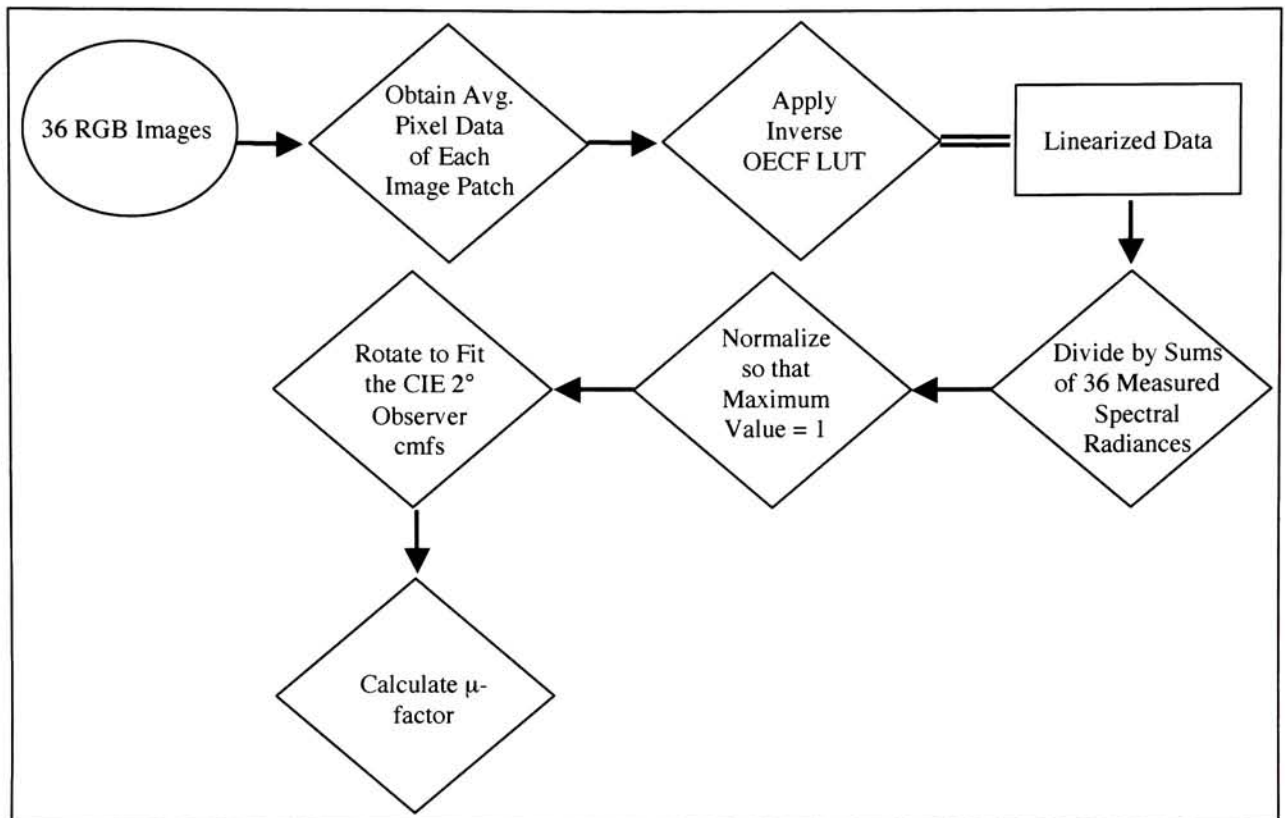 36 RGB Images
Obtain Avg.
Pixel Data
of Each
Image Patch
Apply
Inverse
OECF LUT
Linearized Data
Divide by Sums
of 36 Measured
Spectral
Radiances
Normalize
so that
Maximum
Value = 1
Rotate to Fit
the CIE 2°
Observer
cmfs
Calculate μ-
factor